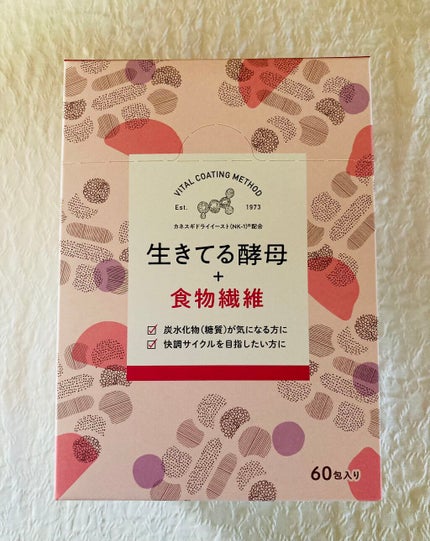 VITAL COATING METHOD
Est. 1973
カネスギドライイースト(NK-1)®配合
生きてる酵母
+
食物繊維
☑ 炭水化物(糖質)が気になる方に
☑ 快調サイクルを目指したい方に
60包入り